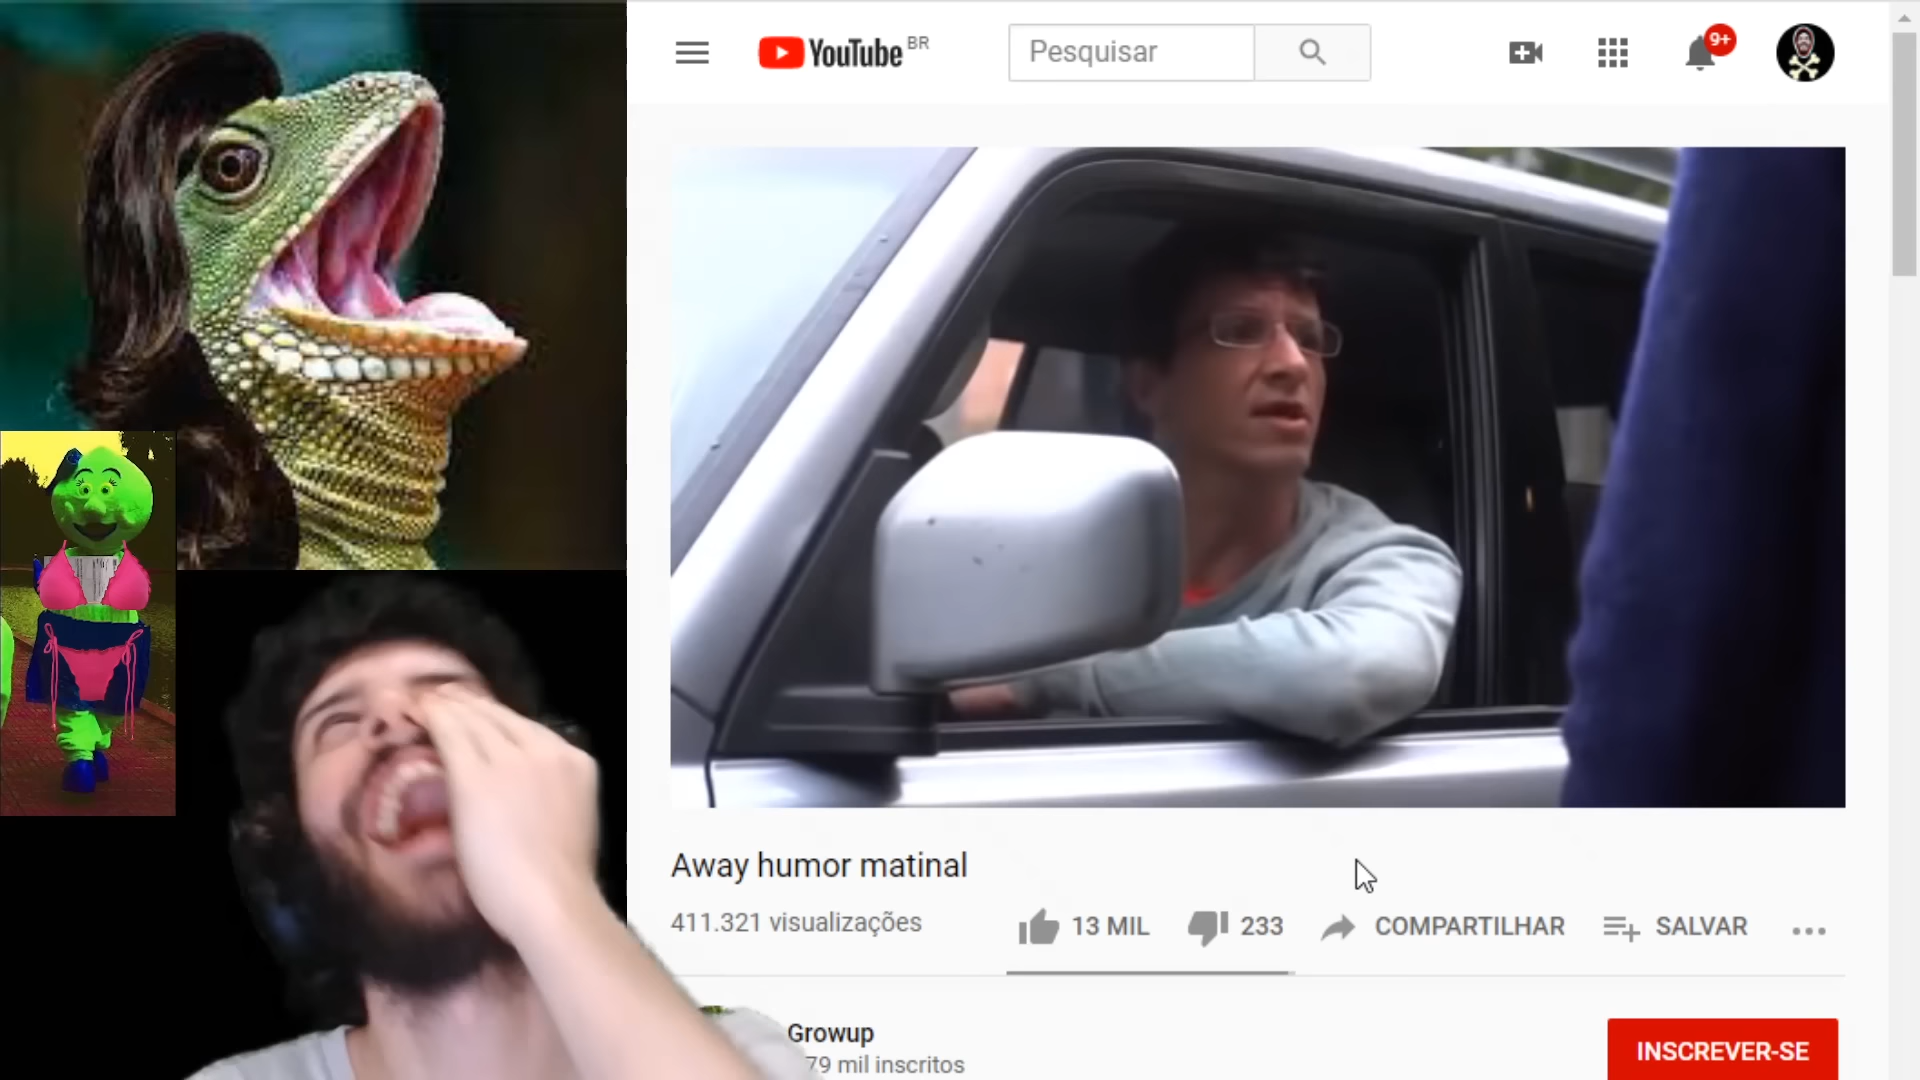 YouTube BR
Pesquisar
9+
Away humor matinal
411.321 visualizações
13 MIL
233
COMPARTILHAR
SALVAR
Growup
79 mil inscritos
INSCREVER-SE